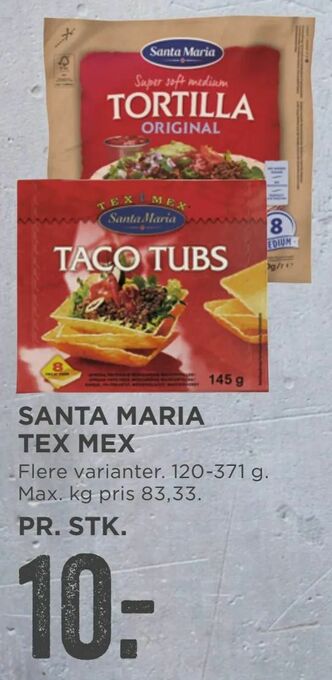 Santa Maria
Super soft medium
TORTILLA
ORIGINAL
8
TEX MEX
Santa Maria
TACO TUBS
8
145 g
SANTA MARIA
TEX MEX
Flere varianter. 120-371 g.
Max. kg pris 83,33.
PR. STK.
10.-